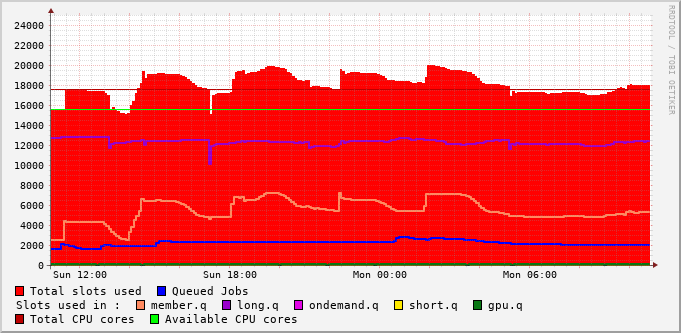 RRDTOOL / TOBI OETIKER
24000
22000
20000
18000
16000
14000
12000
10000
8000
6000
4000
2000
0
Sun 12:00 Sun 18:00 Mon 00:00 Mon 06:00
Total slots used Queued Jobs
Slots used in : member.q long.q ondemand.q short.q gpu.q
Total CPU cores Available CPU cores